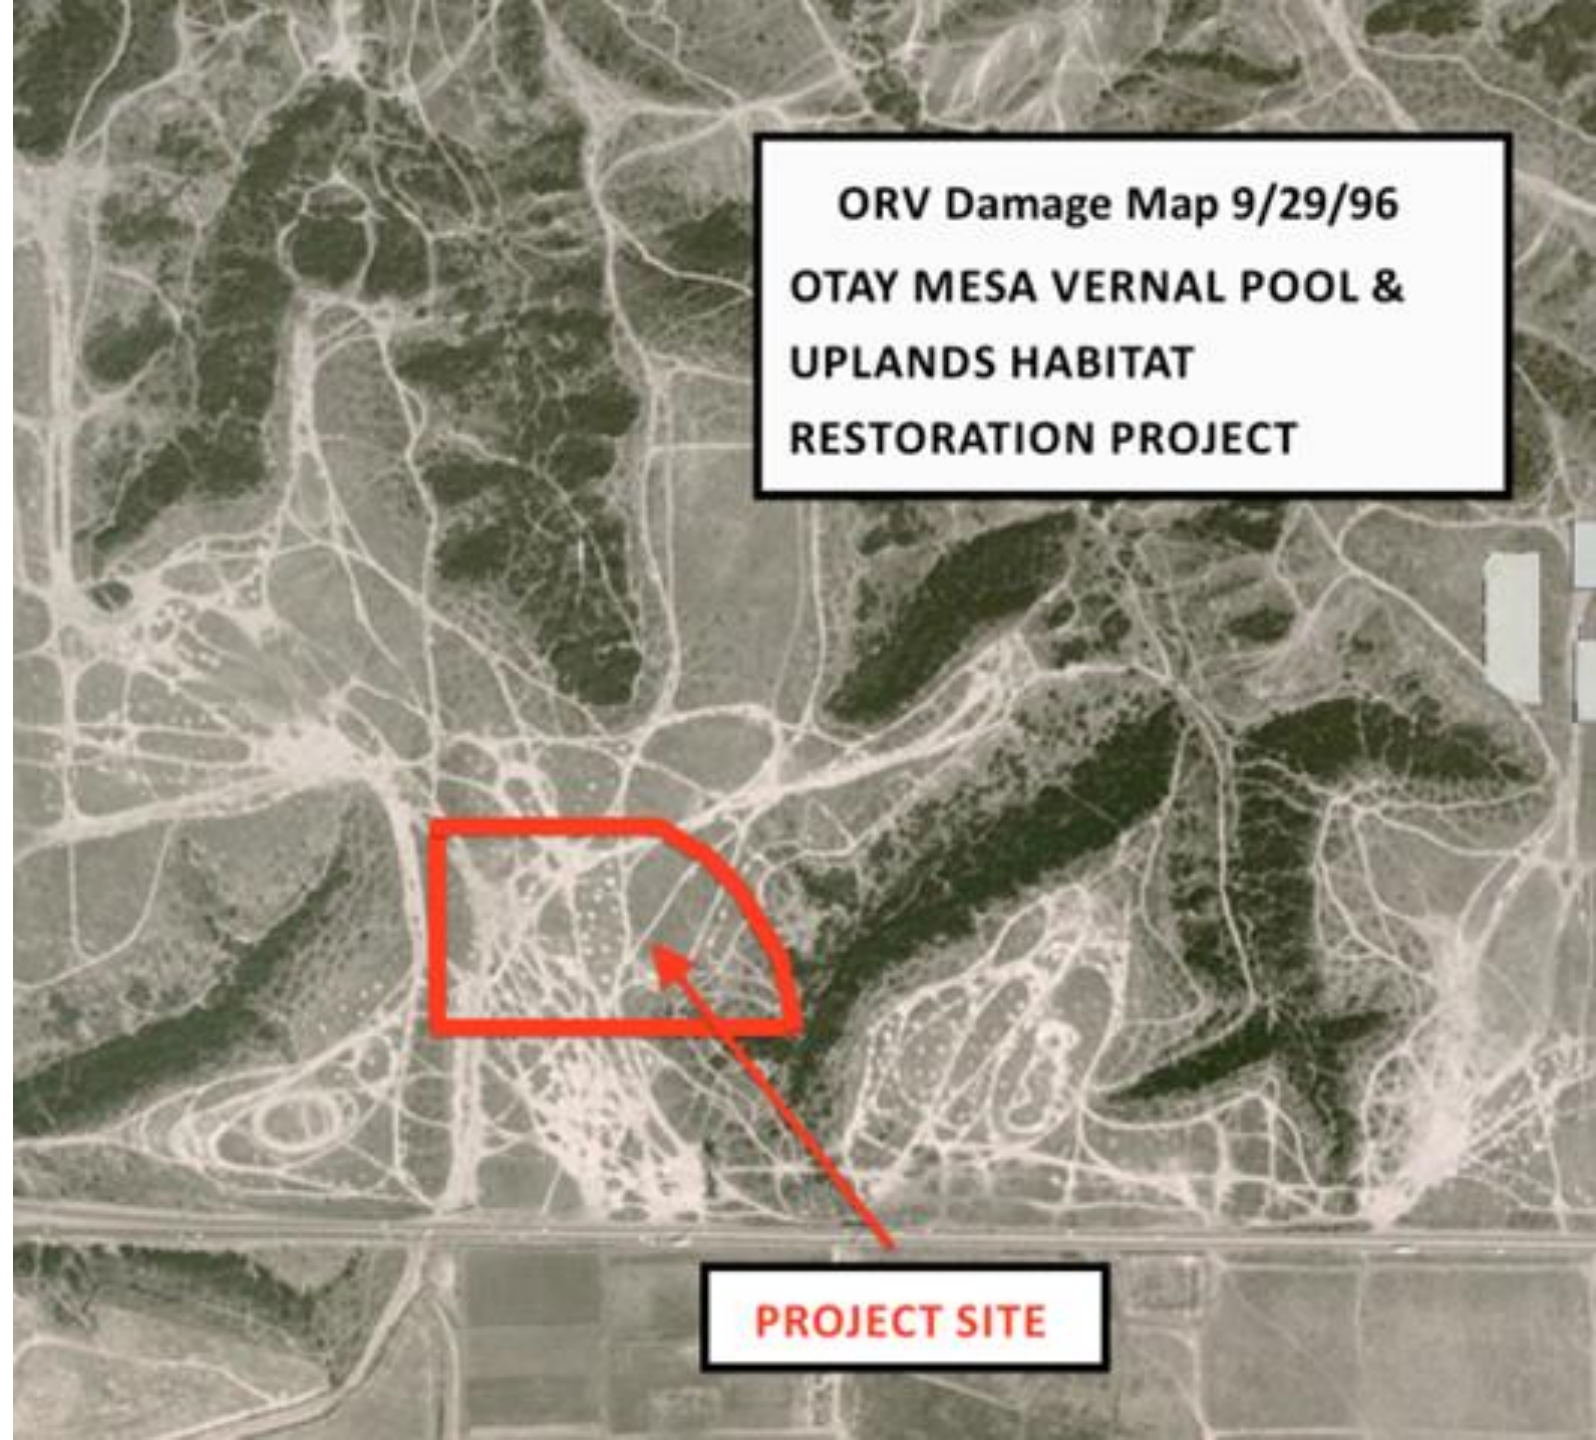 ORV Damage Map 9/29/96
OTAY MESA VERNAL POOL &
UPLANDS HABITAT
RESTORATION PROJECT
PROJECT SITE